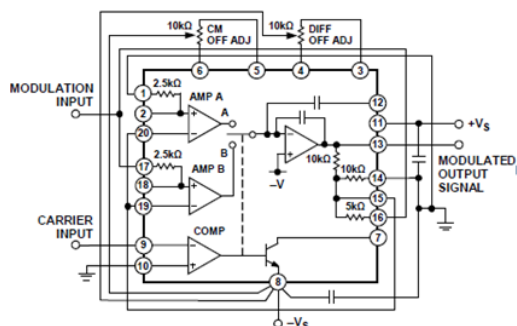 10kΩ
CM
OFF ADJ
10kΩ
DIFF
OFF ADJ
6
5
4
3
MODULATION
INPUT
1
2.5kΩ
AMP A
2
A
20
2.5kΩ
17
B
AMP B
18
19
12
11
+VS
13
MODULATED
OUTPUT
SIGNAL
–V
10kΩ
10kΩ
14
15
5kΩ
16
CARRIER
INPUT
COMP
9
10
7
8
–VS